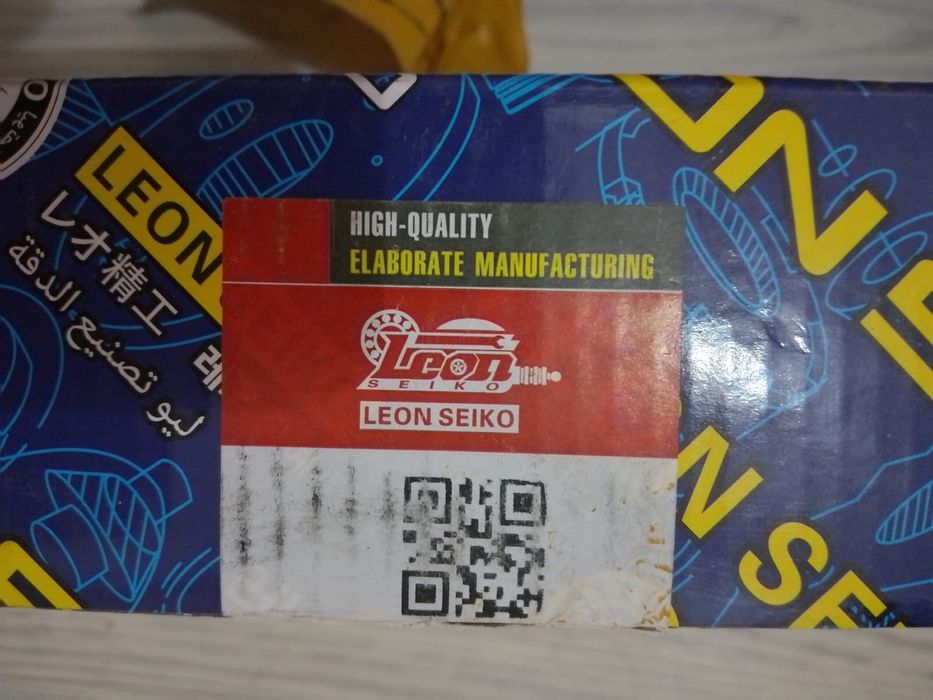 LEON
レオ精工
ليو تصنيع الدقة
HIGH-QUALITY
ELABORATE MANUFACTURING
Leon
SEIKO
LEON SEIKO